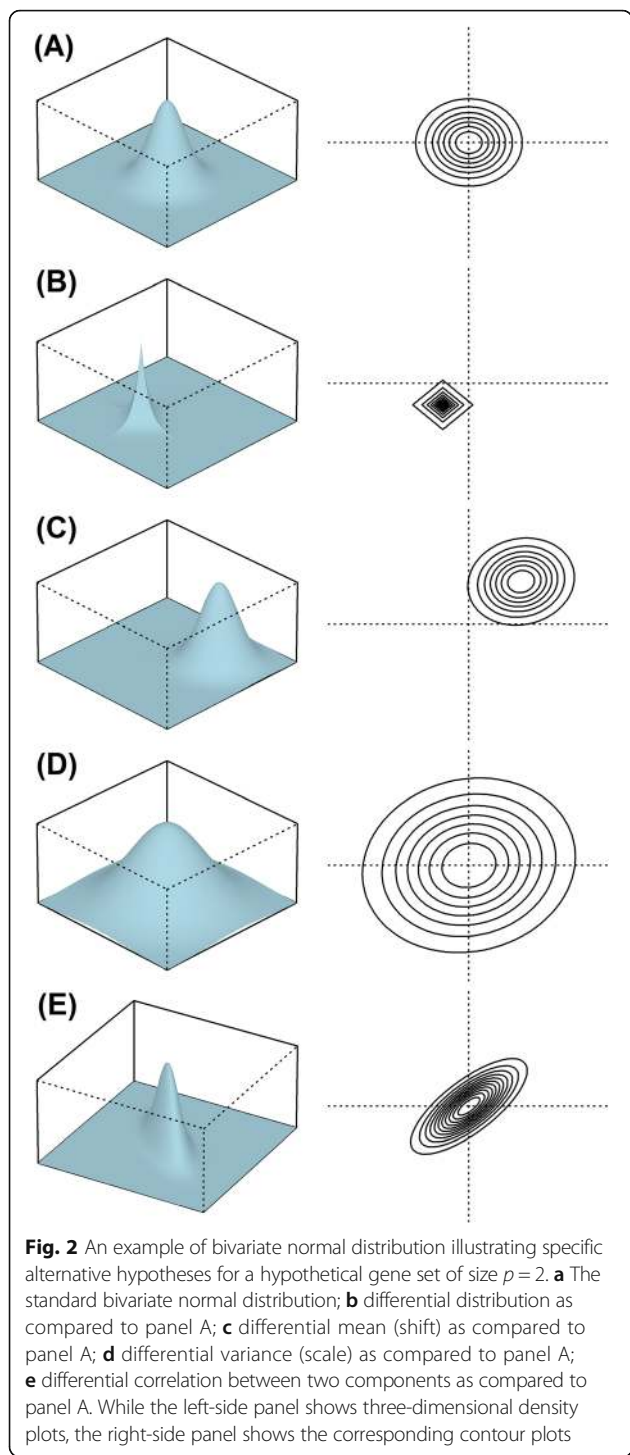 (A)
(B)
(C)
(D)
(E)
Fig. 2 An example of bivariate normal distribution illustrating specific
alternative hypotheses for a hypothetical gene set of size p = 2. a The
standard bivariate normal distribution; b differential distribution as
compared to panel A; c differential mean (shift) as compared to
panel A; d differential variance (scale) as compared to panel A;
e differential correlation between two components as compared to
panel A. While the left-side panel shows three-dimensional density
plots, the right-side panel shows the corresponding contour plots